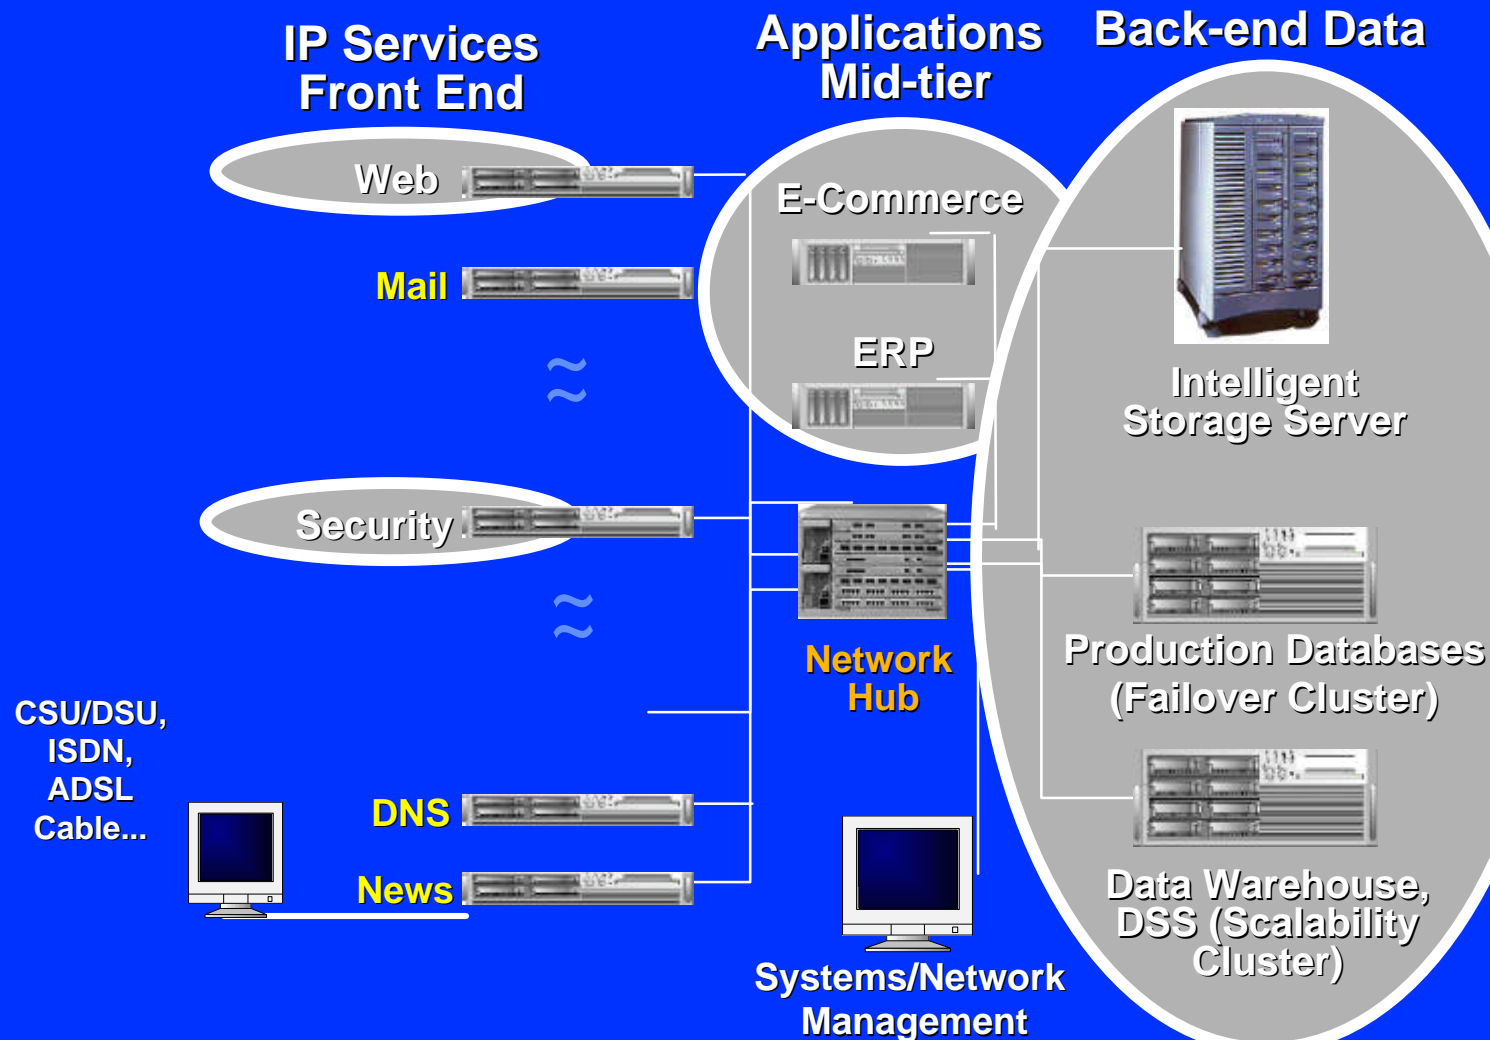 IP Services
Front End
Applications
Mid-tier
Back-end Data
Web
Mail
≈
Security
≈
CSU/DSU,
ISDN,
ADSL
Cable...
DNS
News
E-Commerce
ERP
Network
Hub
Systems/Network
Management
Intelligent
Storage Server
Production Databases
(Failover Cluster)
Data Warehouse,
DSS (Scalability
Cluster)